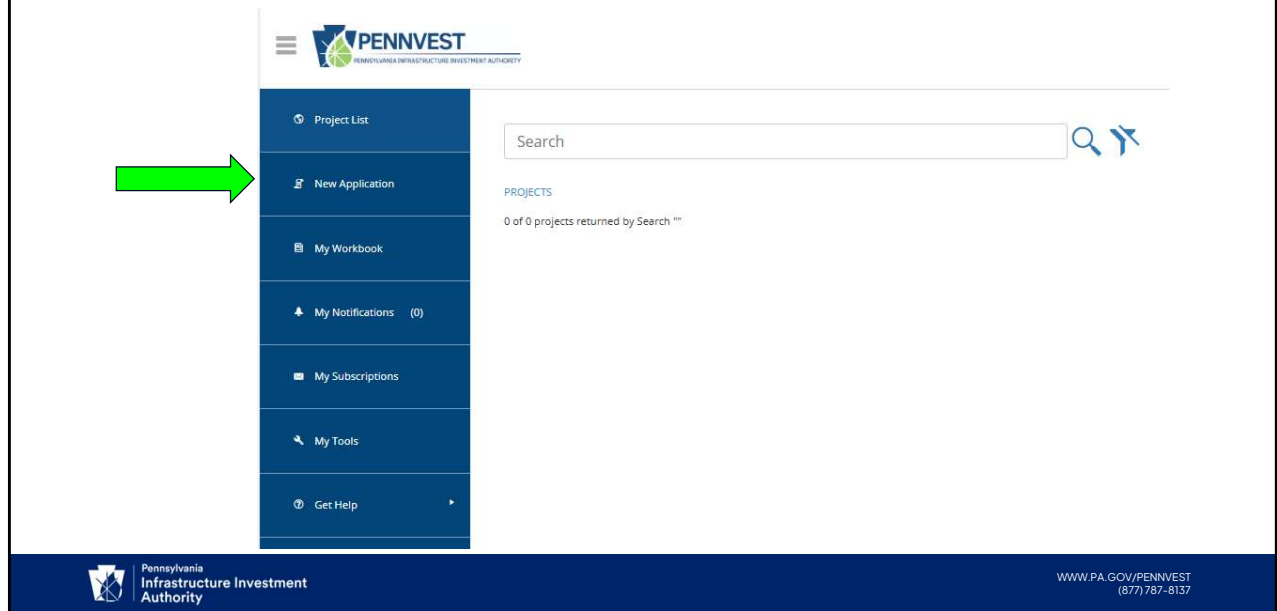 PENNVEST
PENNSYLVANIA INFRASTRUCTURE INVESTMENT AUTHORITY
Project List
Search
New Application
PROJECTS
0 of 0 projects returned by Search ""
My Workbook
My Notifications (0)
My Subscriptions
My Tools
Get Help
Pennsylvania
Infrastructure Investment
Authority
WWW.PA.GOV/PENNVEST
(877) 787-8137